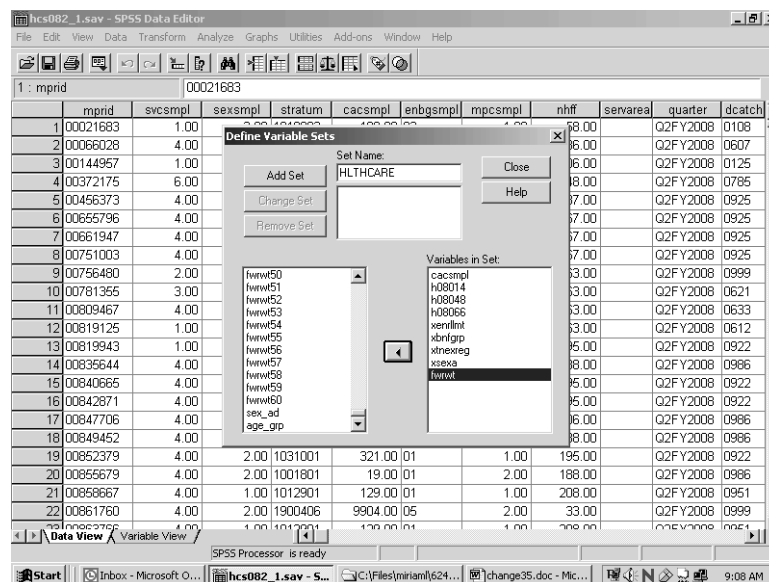 hcs082_1.sav - SPSS Data Editor
File Edit View Data Transform Analyze Graphs Utilities Add-ons Window Help
1 : mprid 00021683
mprid svcsmpl sexsmpl stratum cacsmpl enbgsmpl mpcsmpl nhff servarea quarter dcatch
1 00021683 1.00 58.00 Q2FY2008 0108
2 00066028 4.00 Q2FY2008 0607
3 00144957 1.00 Q2FY2008 0125
4 00372175 6.00 Q2FY2008 0785
5 00456373 4.00 Q2FY2008 0925
6 00655796 4.00 Q2FY2008 0925
7 00661947 4.00 Q2FY2008 0925
8 00751003 4.00 Q2FY2008 0925
9 00756480 2.00 Q2FY2008 0999
10 00781355 3.00 Q2FY2008 0621
11 00809467 4.00 Q2FY2008 0633
12 00819125 1.00 Q2FY2008 0612
13 00819943 1.00 Q2FY2008 0922
14 00835644 4.00 Q2FY2008 0986
15 00840665 4.00 Q2FY2008 0922
16 00842871 4.00 Q2FY2008 0922
17 00847706 4.00 Q2FY2008 0986
18 00849452 4.00 Q2FY2008 0986
19 00852379 4.00 2.00 1031001 321.00 01 1.00 195.00 Q2FY2008 0922
20 00855679 4.00 2.00 1001801 19.00 01 2.00 188.00 Q2FY2008 0986
21 00858667 4.00 1.00 1012901 129.00 01 1.00 208.00 Q2FY2008 0951
22 00861760 4.00 2.00 1900406 9904.00 05 2.00 33.00 Q2FY2008 0999
Define Variable Sets
Set Name:
Add Set HLTHCARE Close
Change Set Help
Remove Set
Variables in Set:
fwrwt50
fwrwt51
fwrwt52
fwrwt53
fwrwt54
fwrwt55
fwrwt56
fwrwt57
fwrwt58
fwrwt59
fwrwt60
sex_ad
age_grp
cacsmpl
h08014
h08048
h08066
xenrllmt
xbnfgrp
xtnexreg
xsexa
fwrwt
Data View Variable View
SPSS Processor is ready
Start Inbox - Microsoft O... hcs082_1.sav - S... C:\Files\miriaml\624... change35.doc - Mic... 9:08 AM